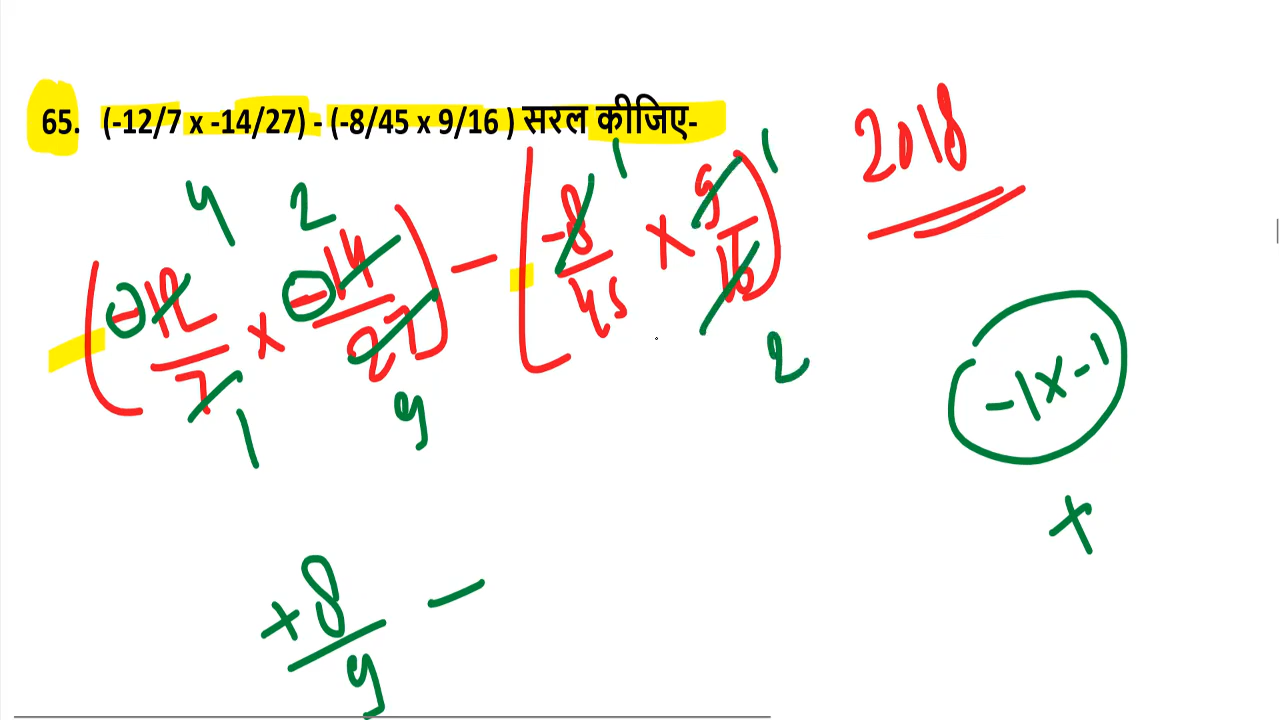 65. (-12/7 x -14/27) - (-8/45 x 9/16 ) सरल कीजिए-
2018
4 2 1 1
(-12/7 x -14/27) - [-8/45 x 9/16)
1 9 2
-1 x -1
+
+8/9 -